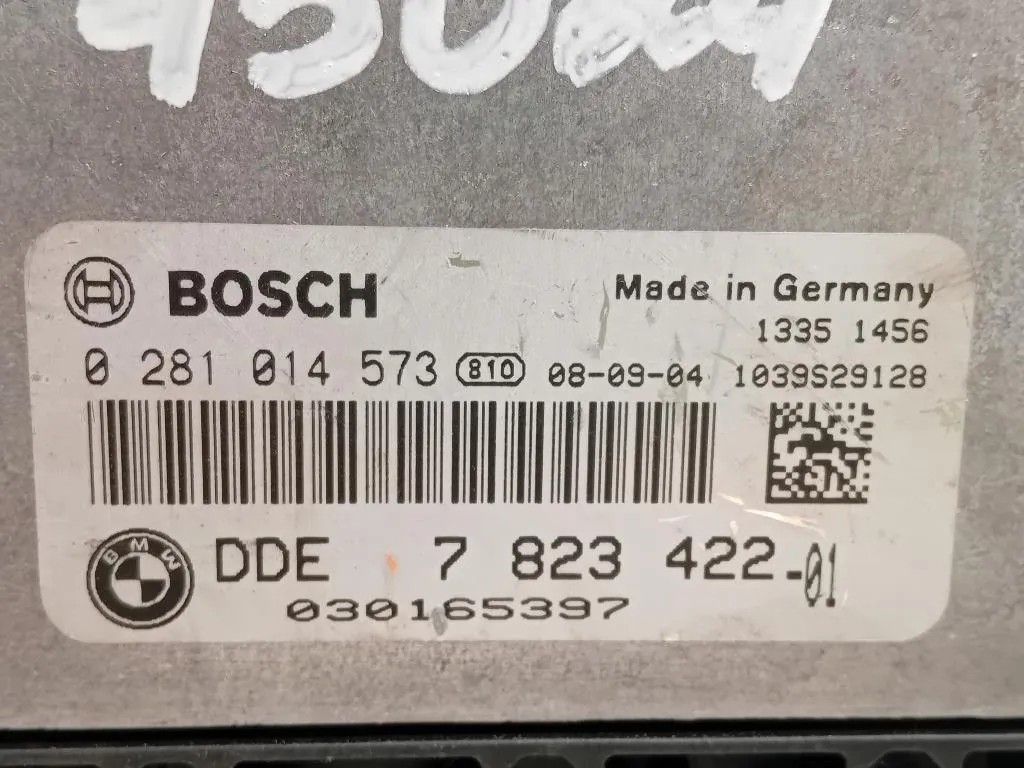 BOSCH
Made in Germany
1335 1456
0 281 014 573 810 08-09-04 1039S29128
BMW DDE 7 823 422-01
030165397